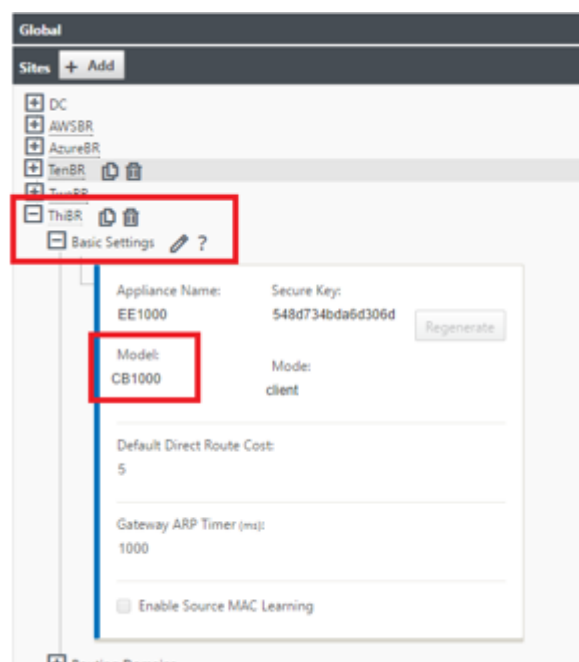 Global
Sites + Add
DC
AWSBR
AzureBR
TenBR
TwoBR
ThiBR
Basic Settings ?
Appliance Name: Secure Key:
EE1000 548d734bda6d306d Regenerate
Model: Mode:
CB1000 client
Default Direct Route Cost:
5
Gateway ARP Timer (ms):
1000
Enable Source MAC Learning